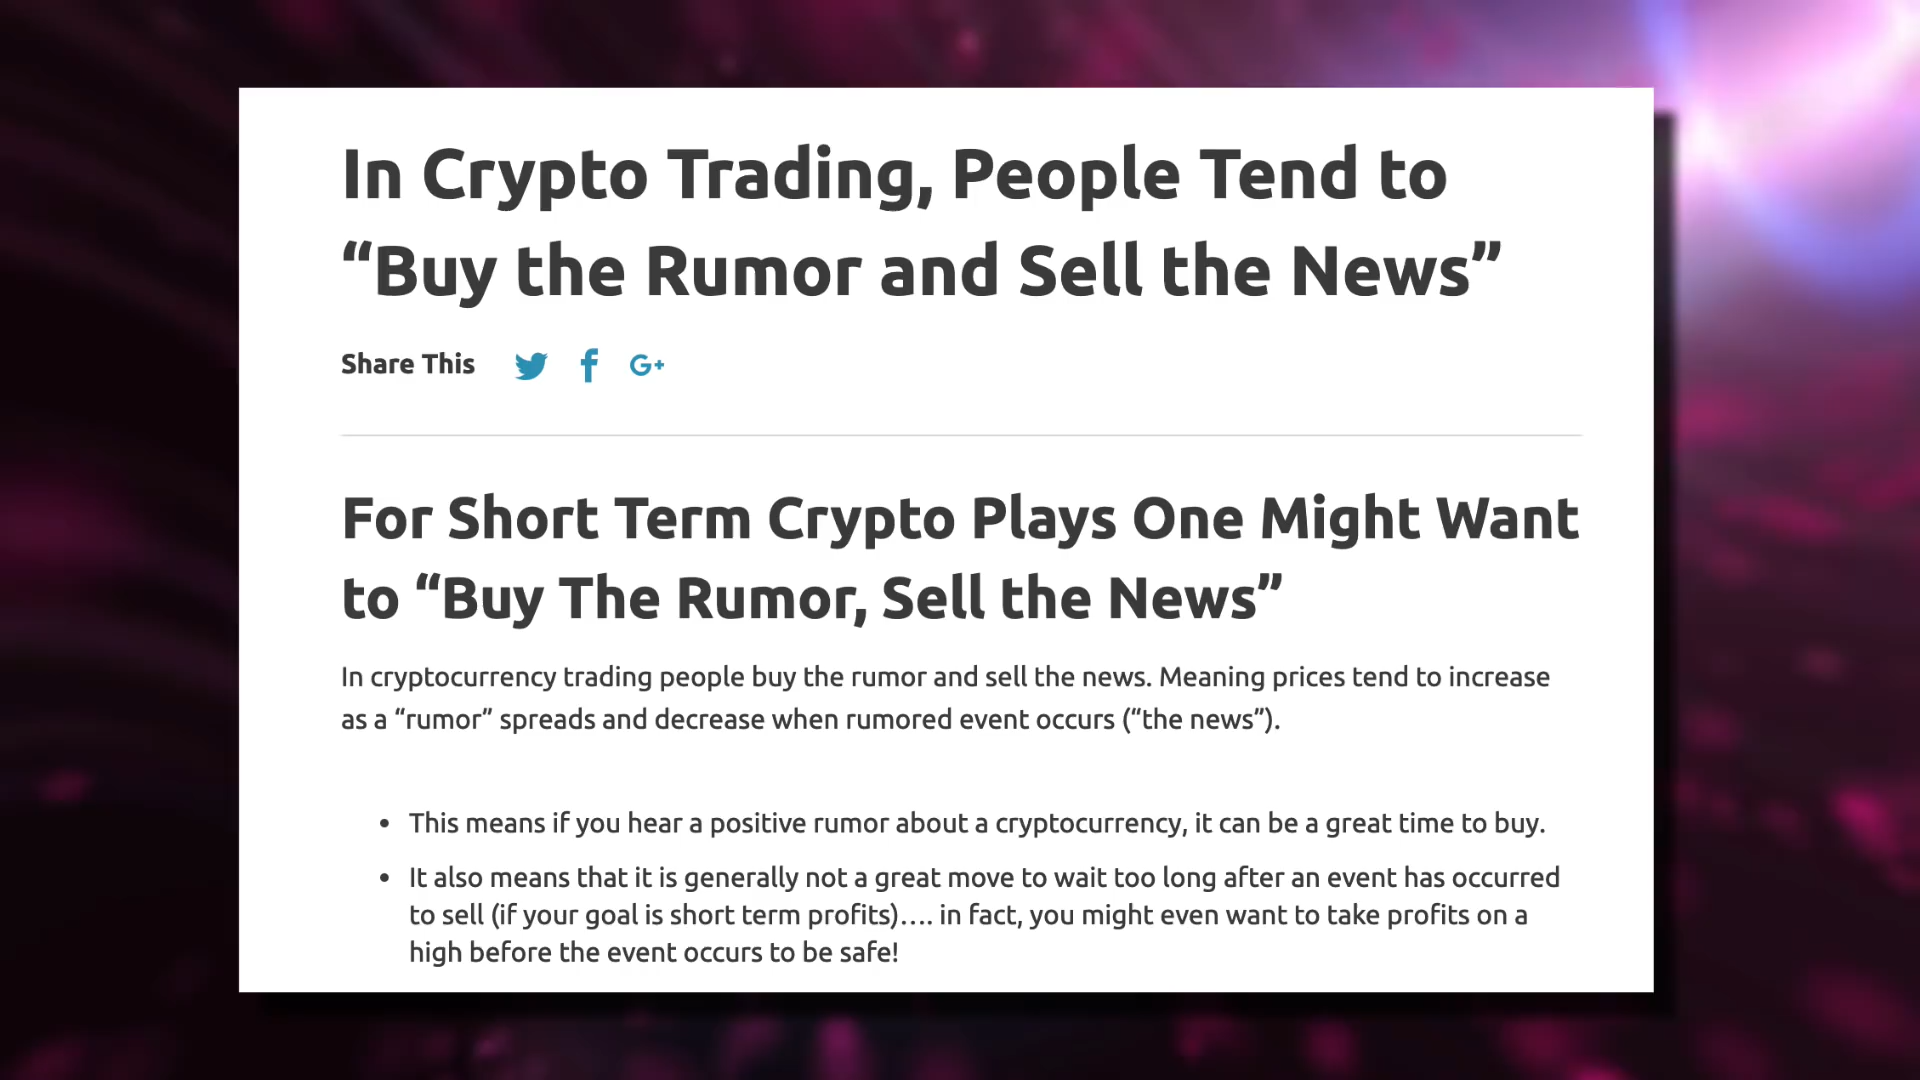 In Crypto Trading, People Tend to
“Buy the Rumor and Sell the News”
Share This
G+
For Short Term Crypto Plays One Might Want
to “Buy The Rumor, Sell the News”
In cryptocurrency trading people buy the rumor and sell the news. Meaning prices tend to increase
as a “rumor” spreads and decrease when rumored event occurs (“the news”).
• This means if you hear a positive rumor about a cryptocurrency, it can be a great time to buy.
• It also means that it is generally not a great move to wait too long after an event has occurred
to sell (if your goal is short term profits)…. in fact, you might even want to take profits on a
high before the event occurs to be safe!